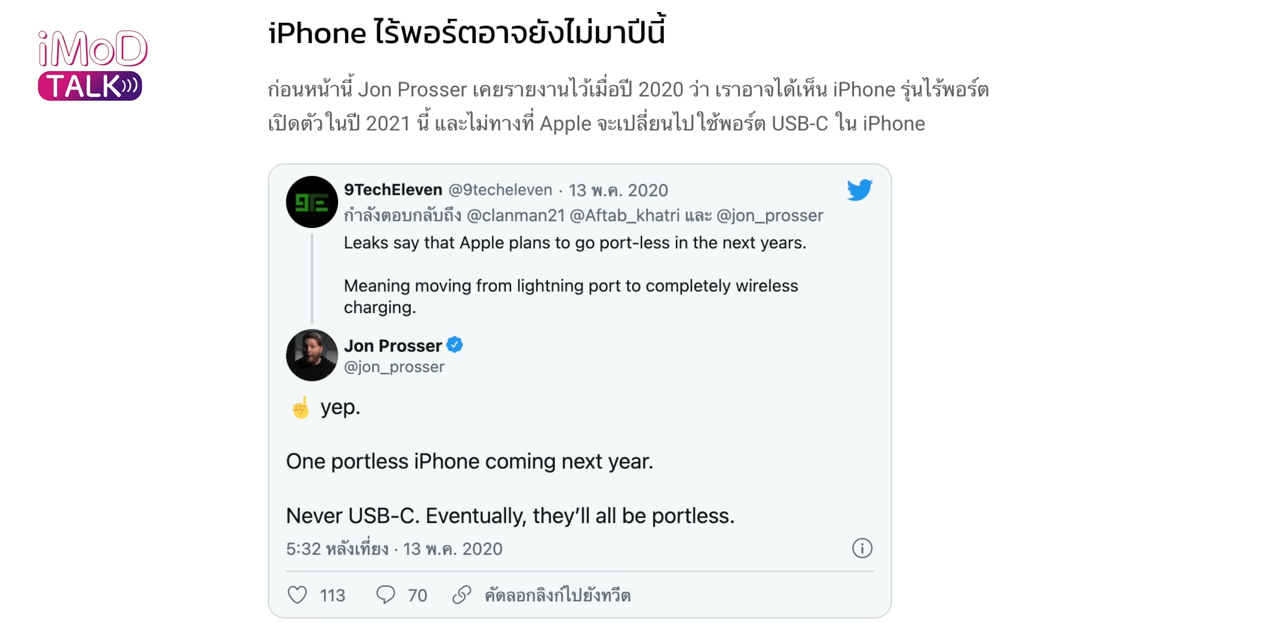 iMoD
TALK
iPhone ไร้พอร์ตอาจยังไม่มาปีนี้
ก่อนหน้านี้ Jon Prosser เคยรายงานไว้เมื่อปี 2020 ว่า เราอาจได้เห็น iPhone รุ่นไร้พอร์ต
เปิดตัวในปี 2021 นี้ และไม่ทางที่ Apple จะเปลี่ยนไปใช้พอร์ต USB-C ใน iPhone
9E
9TechEleven @9techeleven · 13 พ.ค. 2020
กำลังตอบกลับถึง @clanman21 @Aftab_khatri และ @jon_prosser
Leaks say that Apple plans to go port-less in the next years.
Meaning moving from lightning port to completely wireless
charging.
Jon Prosser
@jon_prosser
☝ yep.
One portless iPhone coming next year.
Never USB-C. Eventually, they’ll all be portless.
5:32 หลังเที่ยง · 13 พ.ค. 2020
113 70 คัดลอกลิงก์ไปยังทวีต